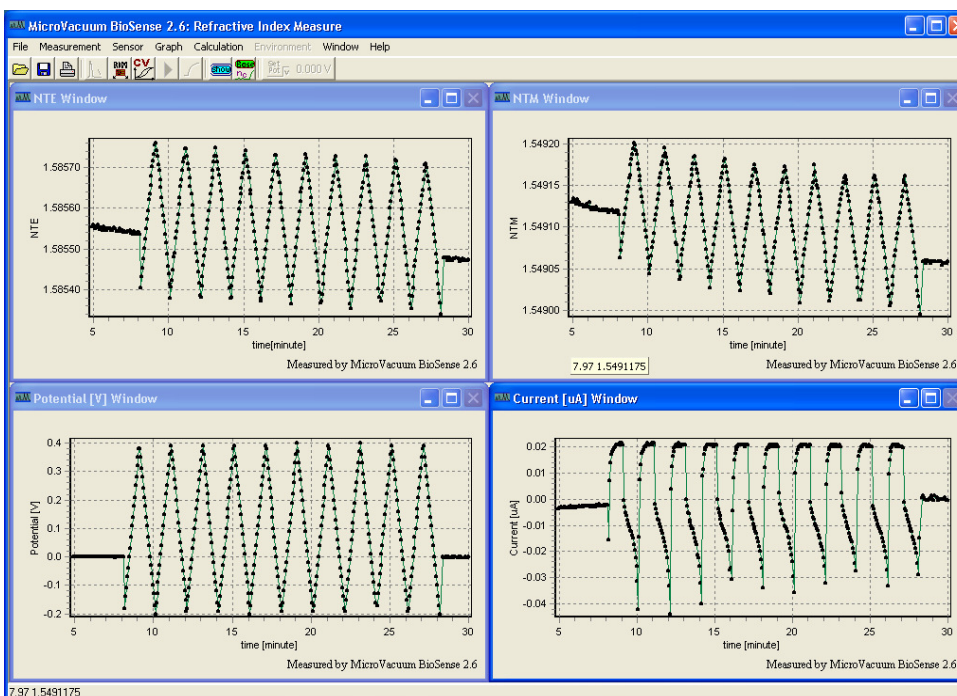 MicroVacuum BioSense 2.6: Refractive Index Measure
File Measurement Sensor Graph Calculation Environment Window Help
RIM CV show Base nc Set Pot 0.000 V
NTE Window
1.58570
1.58560
1.58550
1.58540
NTE
5 10 15 20 25 30
time[minute]
Measured by MicroVacuum BioSense 2.6
NTM Window
1.54920
1.54915
1.54910
1.54905
1.54900
NTM
5 10 15 20 25 30
time [minute]
7.97 1.5491175
Measured by MicroVacuum BioSense 2.6
Potential [V] Window
0.4
0.3
0.2
0.1
0.0
-0.1
-0.2
Potential [V]
5 10 15 20 25 30
time [minute]
Measured by MicroVacuum BioSense 2.6
Current [uA] Window
0.02
0.01
0.00
-0.01
-0.02
-0.03
-0.04
Current [uA]
5 10 15 20 25 30
time [minute]
Measured by MicroVacuum BioSense 2.6
7.97 1.5491175